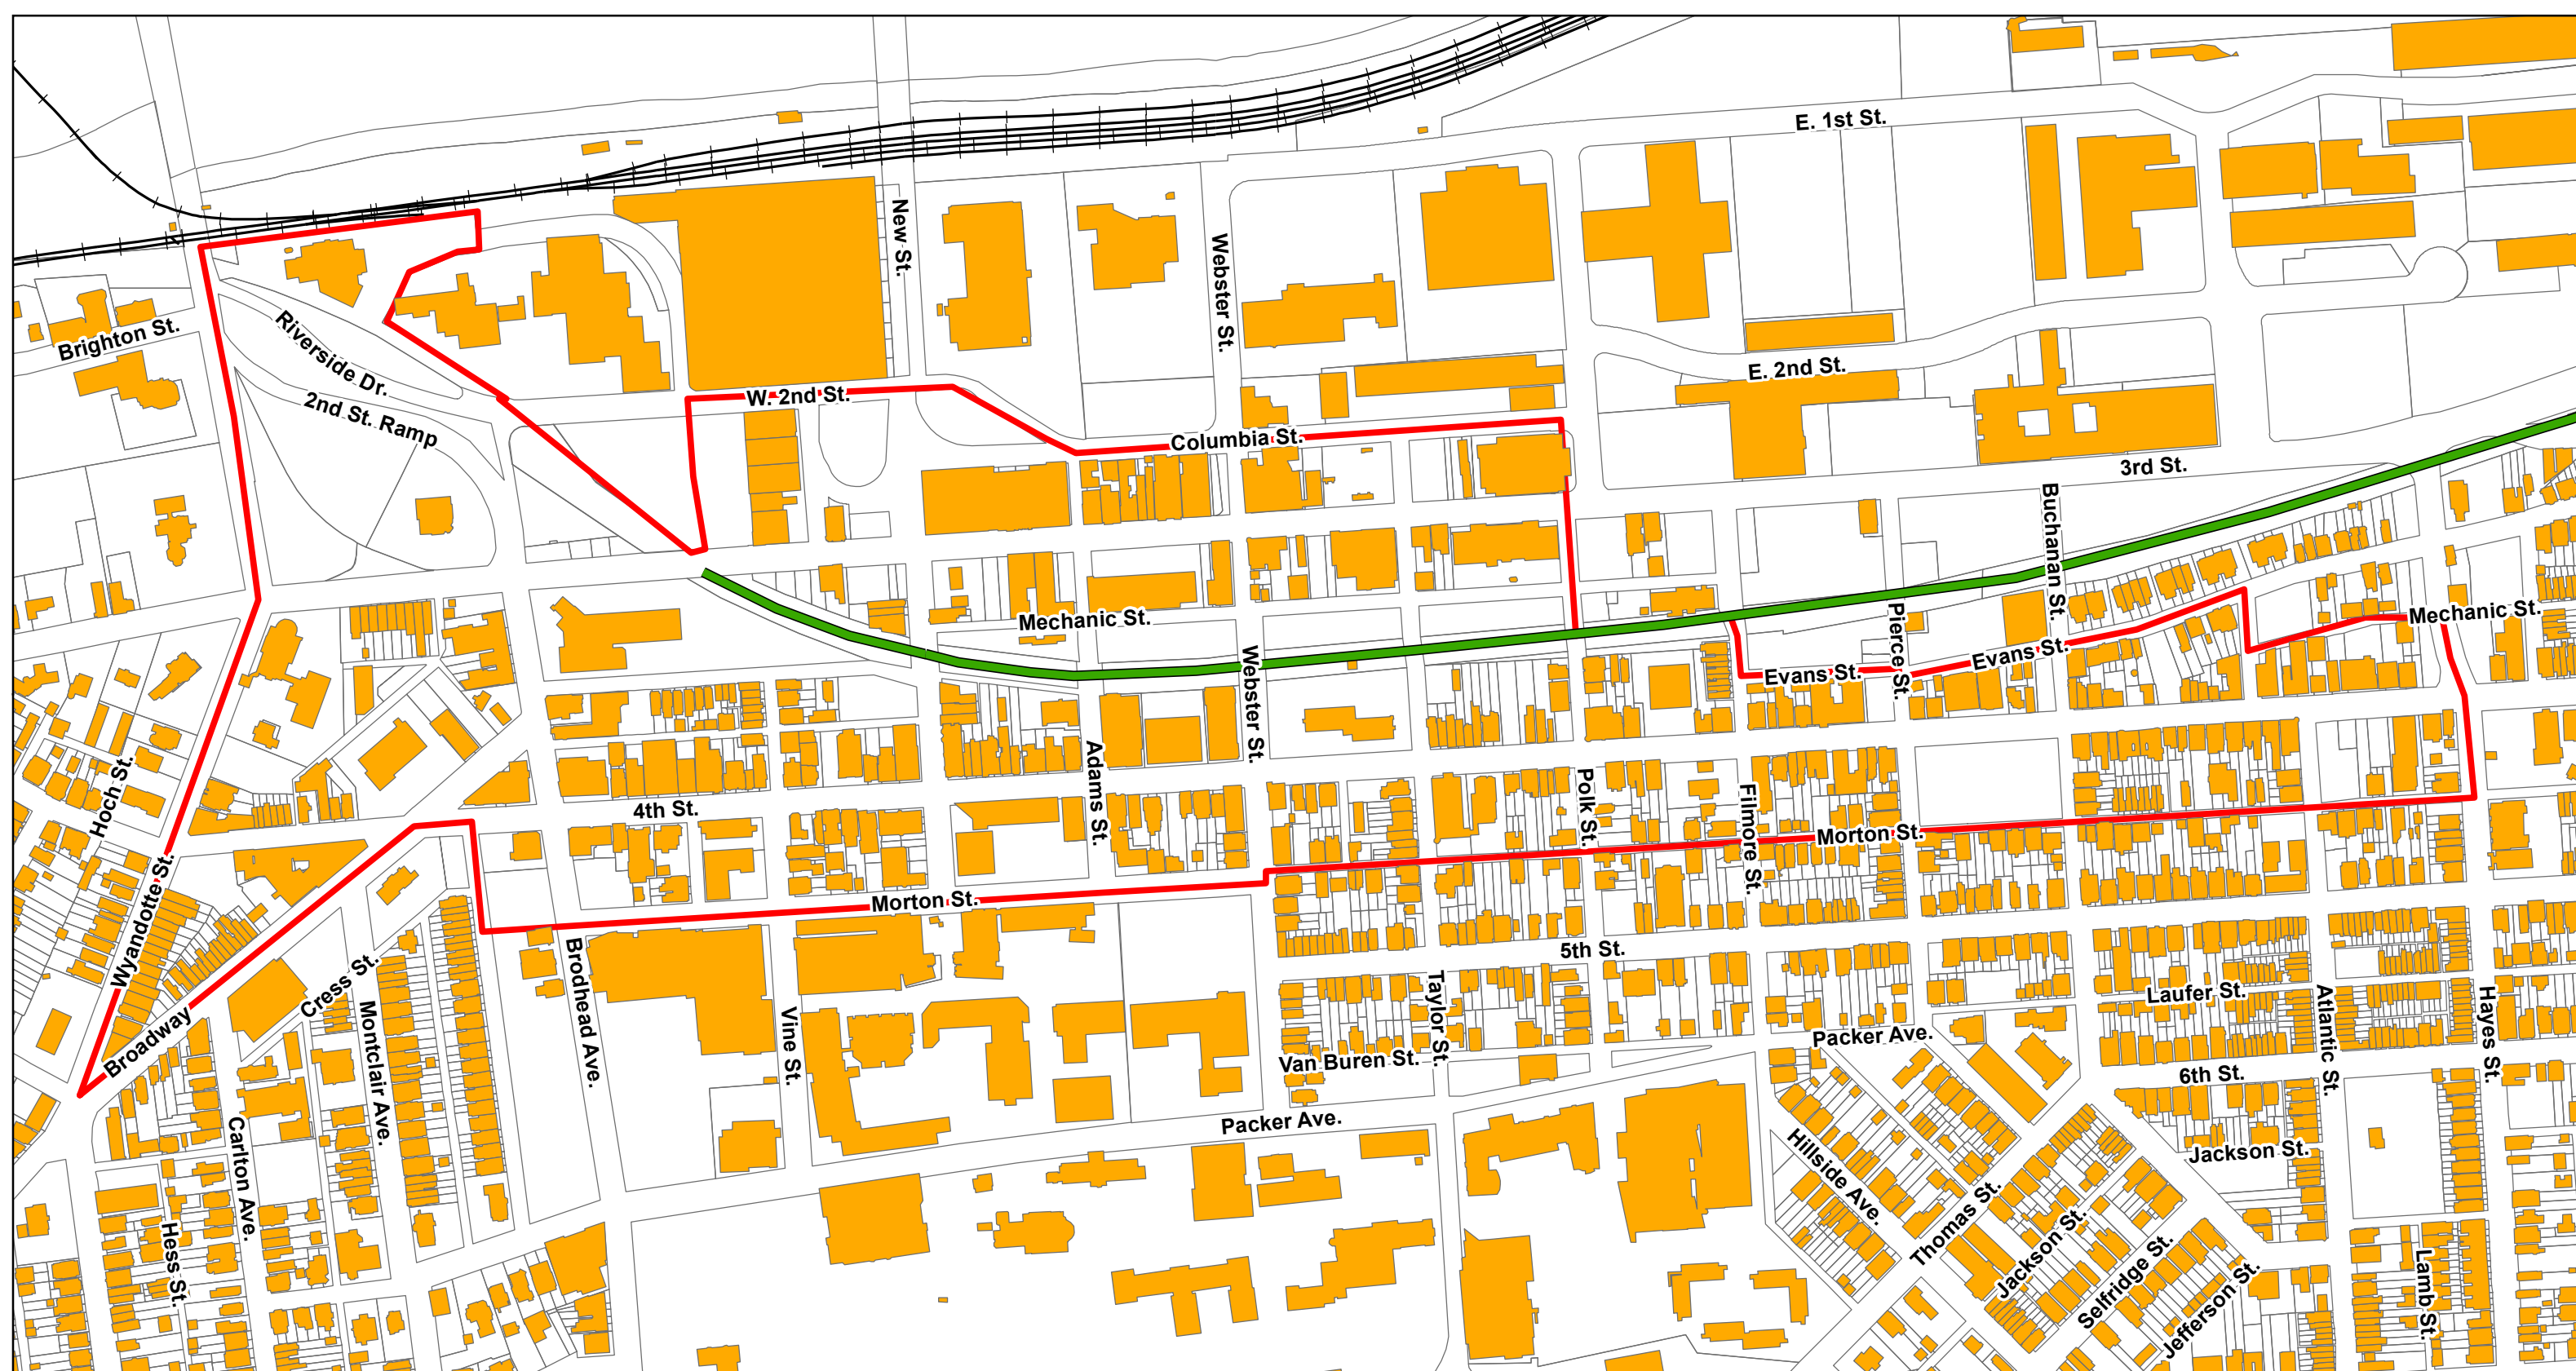 E. 1st St.
New St.
Webster St.
Brighton St.
Riverside Dr.
2nd St. Ramp
W. 2nd St.
E. 2nd St.
Columbia St.
3rd St.
Buchanan St.
Mechanic St.
Mechanic St.
Pierce St.
Evans St.
Evans St.
Webster St.
Hoch St.
Adams St.
4th St.
Polk St.
Filmore St.
Morton St.
Morton St.
Wyandotte St.
5th St.
Cress St.
Brodhead Ave.
Taylor St.
Laufer St.
Atlantic St.
Hayes St.
Broadway
Montclair Ave.
Vine St.
Van Buren St.
Packer Ave.
6th St.
Packer Ave.
Carlton Ave.
Hillside Ave.
Jackson St.
Hess St.
Thomas St.
Jackson St.
Selfridge St.
Jefferson St.
Lamb St.